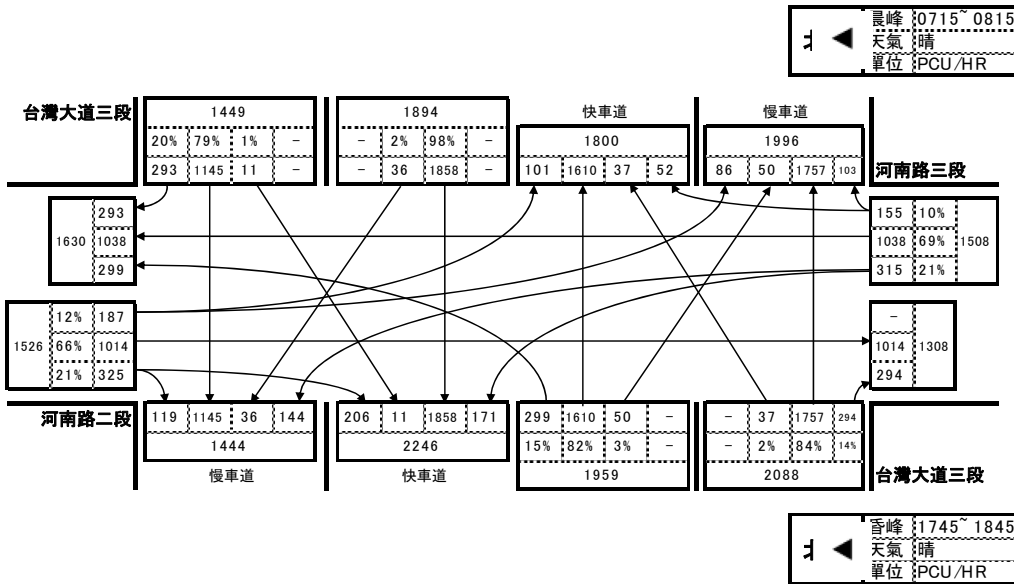 晨峰 0715~0815
天氣 晴
單位 PCU/HR
台灣大道三段 1449 1894 快車道 慢車道
20% 79% 1% - - 2% 98% - 1800 1996
293 1145 11 - - 36 1858 - 101 1610 37 52 86 50 1757 103 河南路三段
293 155 10%
1630 1038 1038 69% 1508
299 315 21%
12% 187 -
1526 66% 1014 1014 1308
21% 325 294
河南路二段 119 1145 36 144 206 11 1858 171 299 1610 50 - - 37 1757 294
1444 2246 15% 82% 3% - - 2% 84% 14%
慢車道 快車道 1959 2088 台灣大道三段
昏峰 1745~1845
天氣 晴
單位 PCU/HR